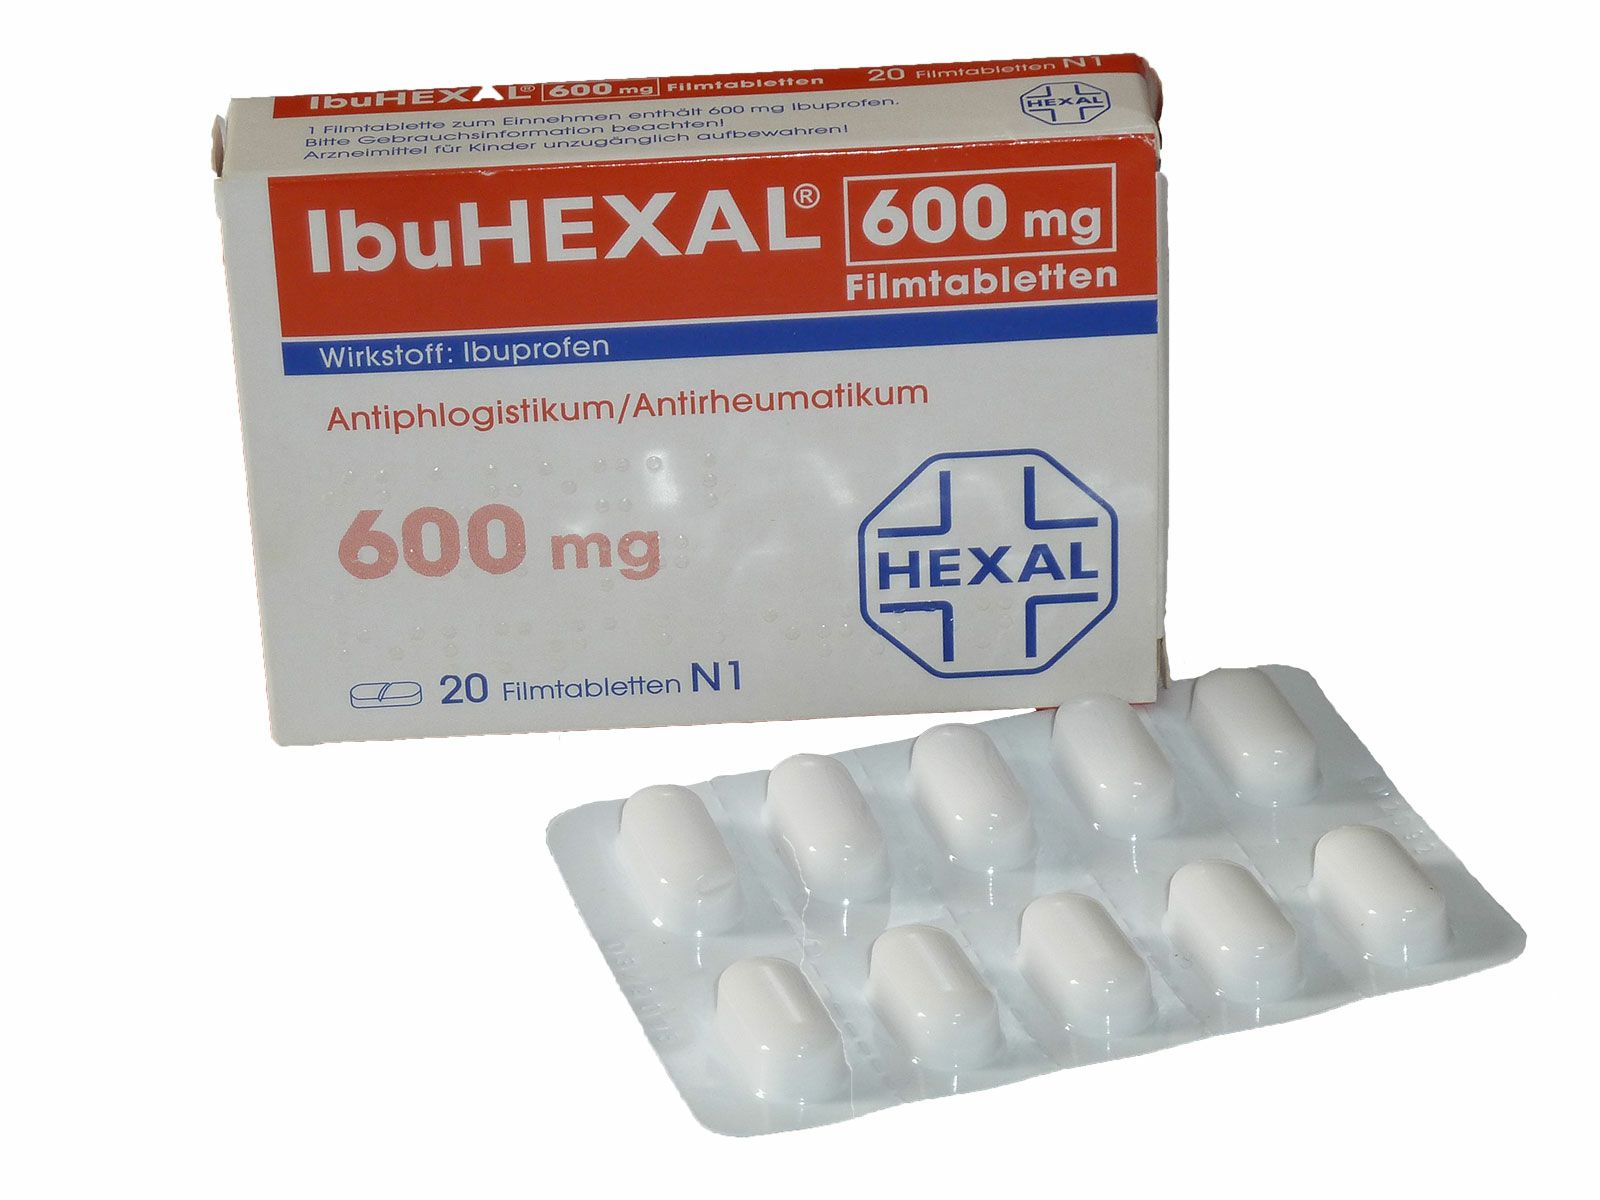 IbuHEXAL® 600 mg Filmtabletten 20 Filmtabletten N1
1 Filmtablette zum Einnehmen enthält 600 mg Ibuprofen.
Bitte Gebrauchsinformation beachten!
Arzneimittel für Kinder unzugänglich aufbewahren!
HEXAL
IbuHEXAL® 600 mg
Filmtabletten
Wirkstoff: Ibuprofen
Antiphlogistikum/Antirheumatikum
600 mg
HEXAL
20 Filmtabletten N1